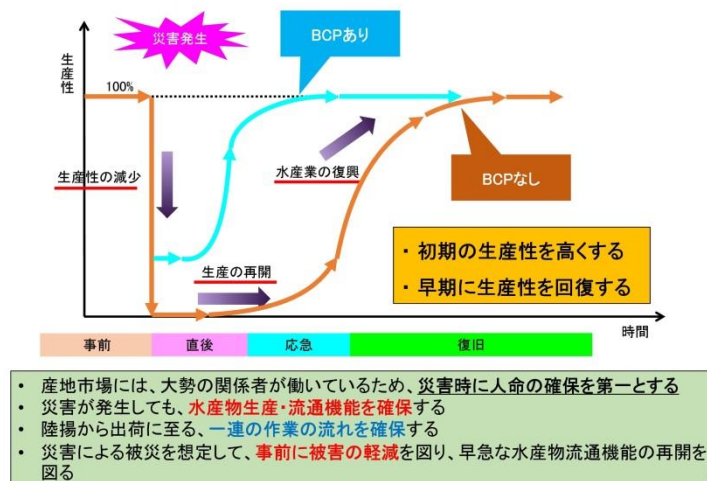 災害発生
BCPあり
生産性
100%
生産性の減少
水産業の復興
BCPなし
生産の再開
・ 初期の生産性を高くする
・ 早期に生産性を回復する
時間
事前
直後
応急
復旧
• 産地市場には、大勢の関係者が働いているため、災害時に人命の確保を第一とする
• 災害が発生しても、水産物生産・流通機能を確保する
• 陸揚から出荷に至る、一連の作業の流れを確保する
• 災害による被災を想定して、事前に被害の軽減を図り、早急な水産物流通機能の再開を
図る